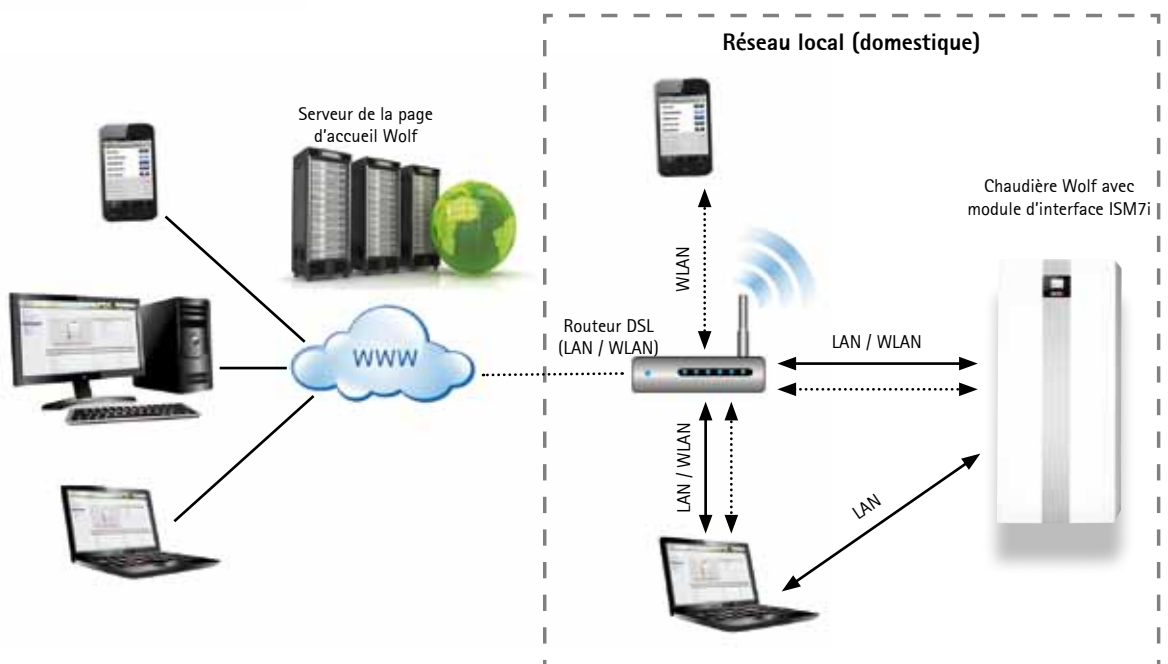 Réseau local (domestique)
Serveur de la page
d'accueil Wolf
Chaudière Wolf avec
module d'interface ISM7i
WLAN
Routeur DSL
(LAN / WLAN)
LAN / WLAN
WWW
LAN / WLAN
LAN